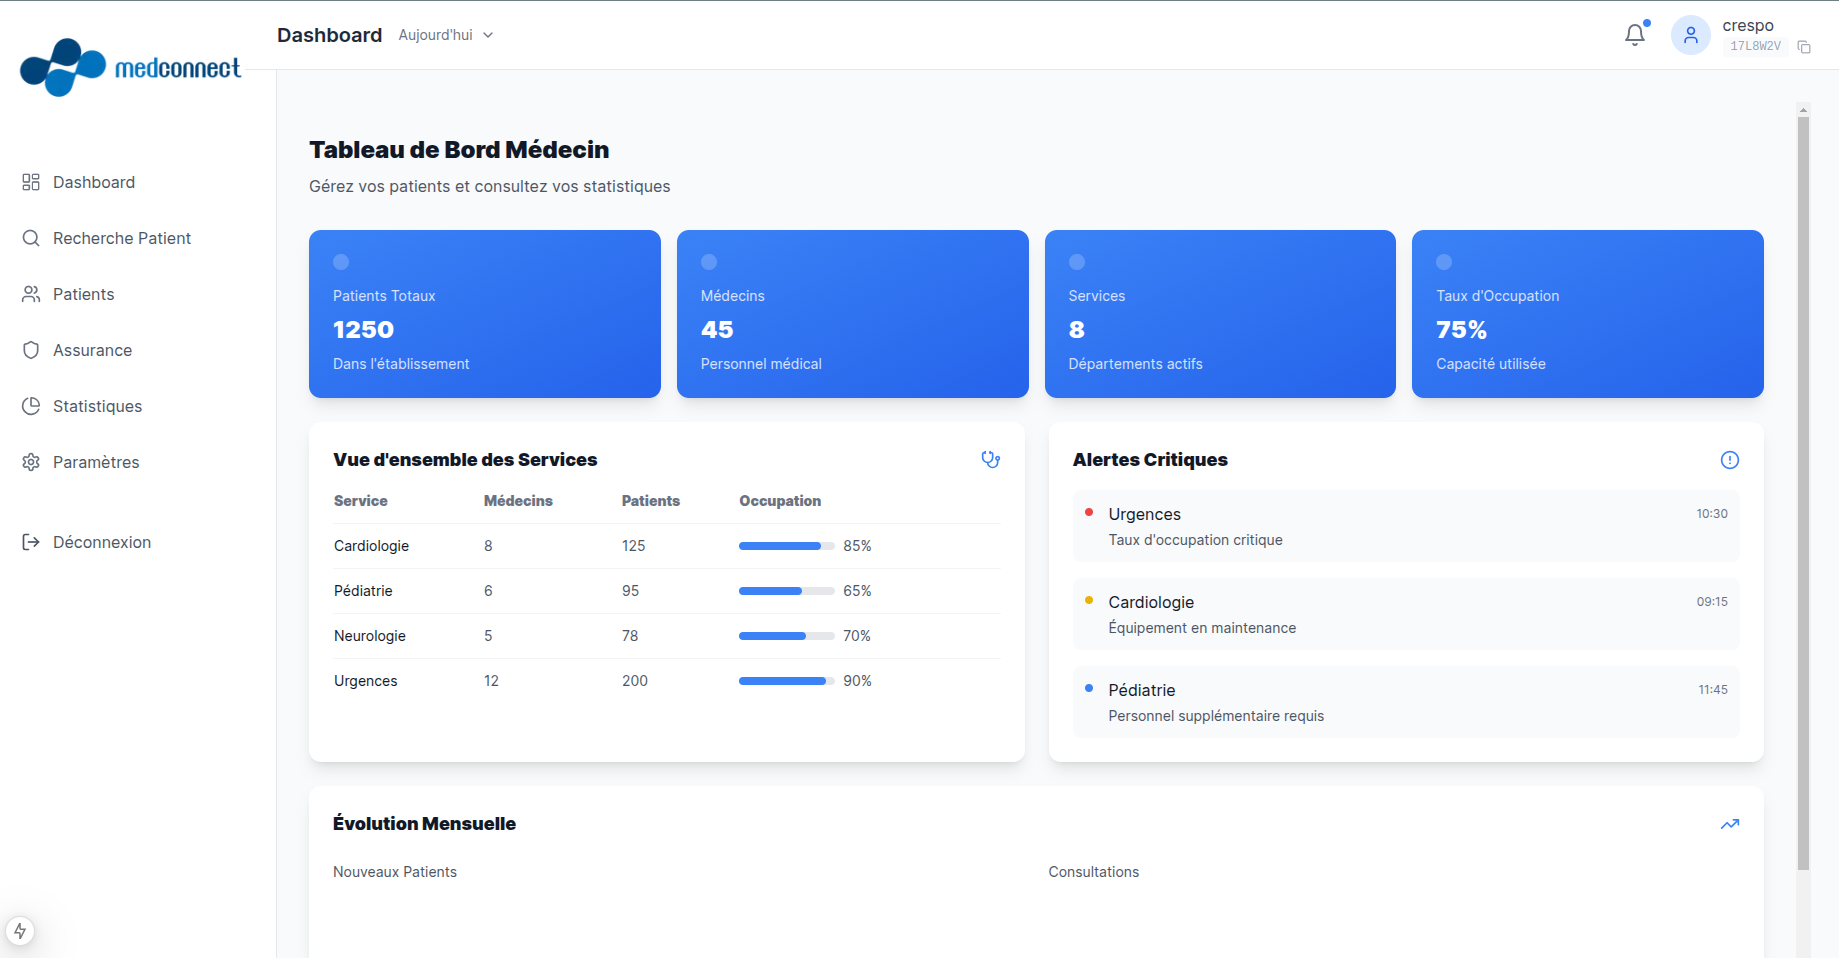 medconnect
Dashboard
Recherche Patient
Patients
Assurance
Statistiques
Paramètres
Déconnexion
Dashboard Aujourd'hui
crespo
17L8W2V
Tableau de Bord Médecin
Gérez vos patients et consultez vos statistiques
Patients Totaux
1250
Dans l'établissement
Médecins
45
Personnel médical
Services
8
Départements actifs
Taux d'Occupation
75%
Capacité utilisée
Vue d'ensemble des Services
Service Médecins Patients Occupation
Cardiologie 8 125 85%
Pédiatrie 6 95 65%
Neurologie 5 78 70%
Urgences 12 200 90%
Alertes Critiques
Urgences 10:30
Taux d'occupation critique
Cardiologie 09:15
Équipement en maintenance
Pédiatrie 11:45
Personnel supplémentaire requis
Évolution Mensuelle
Nouveaux Patients
Consultations